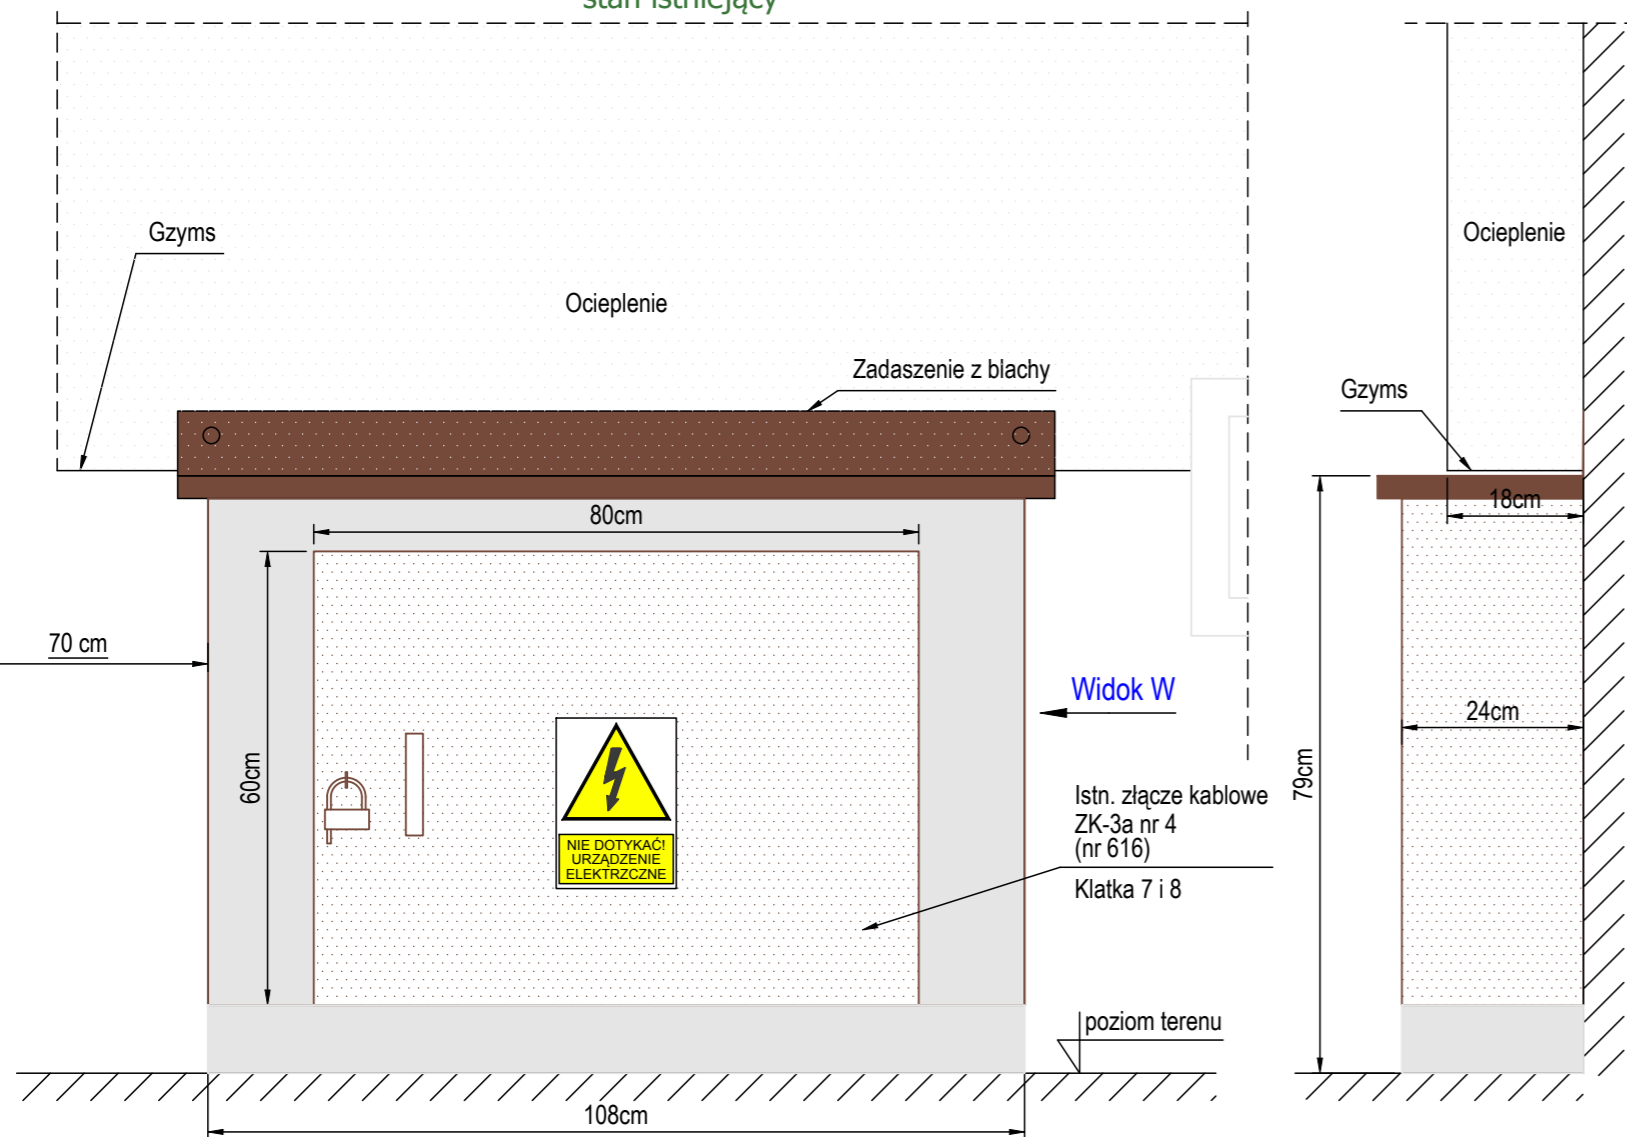 stan istniejący
Gzyms
Ocieplenie
Zadaszenie z blachy
80cm
70 cm
60cm
NIE DOTYKAĆ!
URZĄDZENIE
ELEKTRZCZNE
Widok W
Istn. złącze kablowe
ZK-3a nr 4
(nr 616)
Klatka 7 i 8
poziom terenu
108cm
Ocieplenie
Gzyms
18cm
24cm
79cm